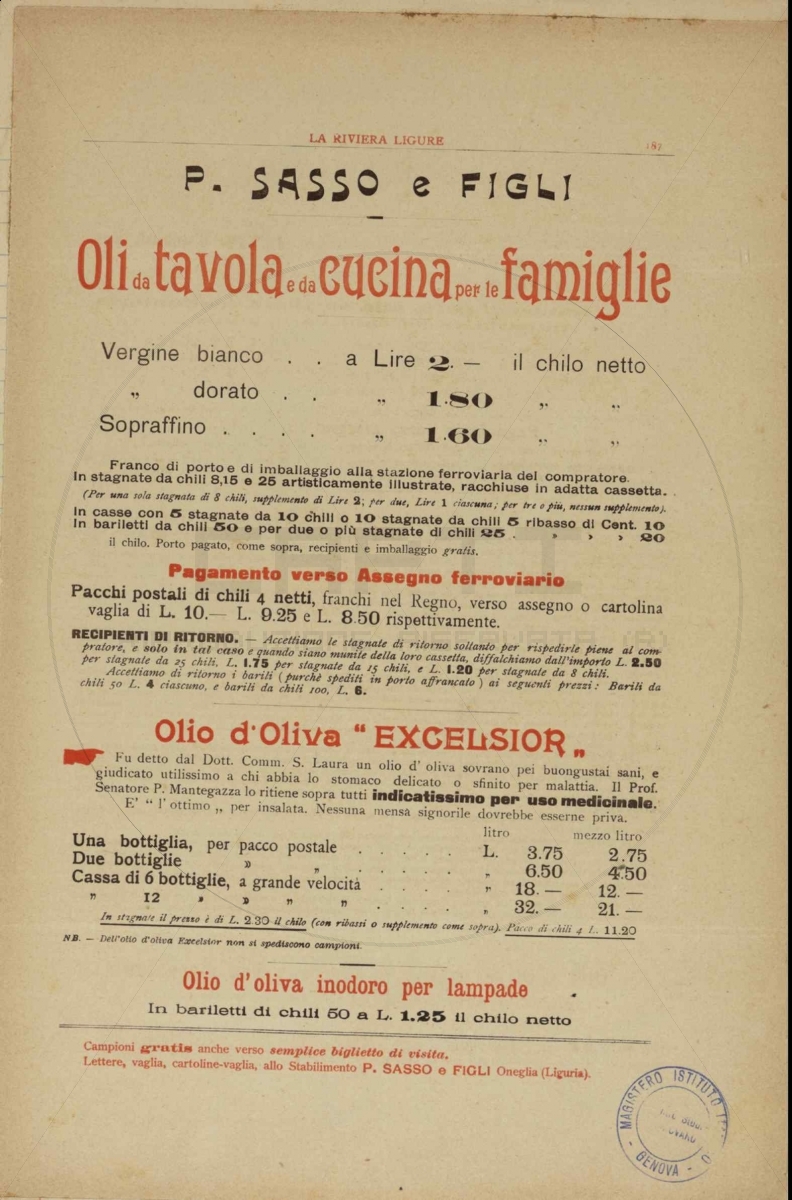 LA RIVIERA LIGURE 187
P. SASSO e FIGLI
Oli da tavola e da cucina per le famiglie
Vergine bianco . . a Lire 2. — il chilo netto
„ dorato . . „ 1.80 „ „
Sopraffino . . . . „ 1.60 „ „
Franco di porto e di imballaggio alla stazione ferroviaria del compratore.
In stagnate da chili 8,15 e 25 artisticamente illustrate, racchiuse in adatta cassetta.
(Per una sola stagnata di 8 chili, supplemento di Lire 2; per due, Lire 1 ciascuna; per tre o più, nessun supplemento).
In casse con 5 stagnate da 10 chili o 10 stagnate da chili 5 ribasso di Cent. 10
In bariletti da chili 50 e per due o più stagnate di chili 25 . » » » 20
il chilo. Porto pagato, come sopra, recipienti e imballaggio gratis.
Pagamento verso Assegno ferroviario
Pacchi postali di chili 4 netti, franchi nel Regno, verso assegno o cartolina
vaglia di L. 10.— L. 9.25 e L. 8.50 rispettivamente.
RECIPIENTI DI RITORNO. — Accettiamo le stagnate di ritorno soltanto per rispedirle piene al com-
pratore, e solo in tal caso e quando siano munite della loro cassetta, diffalchiamo dall'importo L. 2.50
per stagnate da 25 chili, L. 1.75 per stagnate da 15 chili, e L. 1.20 per stagnate da 8 chili.
Accettiamo di ritorno i barili (purchè spediti in porto affrancato) ai seguenti prezzi: Barili da
chili 50 L. 4 ciascuno, e barili da chili 100, L. 6.
Olio d'Oliva “ EXCELSIOR „
Fu detto dal Dott. Comm. S. Laura un olio d' oliva sovrano pei buongustai sani, e
giudicato utilissimo a chi abbia lo stomaco delicato o sfinito per malattia. Il Prof.
Senatore P. Mantegazza lo ritiene sopra tutti indicatissimo per uso medicinale.
E' “ l' ottimo „ per insalata. Nessuna mensa signorile dovrebbe esserne priva.
litro mezzo litro
Una bottiglia, per pacco postale . . . . . L. 3.75 2.75
Due bottiglie » „ . . . . „ 6.50 4.50
Cassa di 6 bottiglie, a grande velocità . . . . „ 18. — 12. —
„ 12 » » „ „ . . . . „ 32. — 21. —
In stagnate il prezzo è di L. 2.30 il chilo (con ribassi o supplemento come sopra). Pacco di chili 4 L. 11.20
NB. — Dell'olio d'oliva Excelsior non si spediscono campioni.
Olio d'oliva inodoro per lampade
In bariletti di chili 50 a L. 1.25 il chilo netto
Campioni gratis anche verso semplice biglietto di visita.
Lettere, vaglia, cartoline-vaglia, allo Stabilimento P. SASSO e FIGLI Oneglia (Liguria).
MAGISTERO ISTITUTO
GENOVA